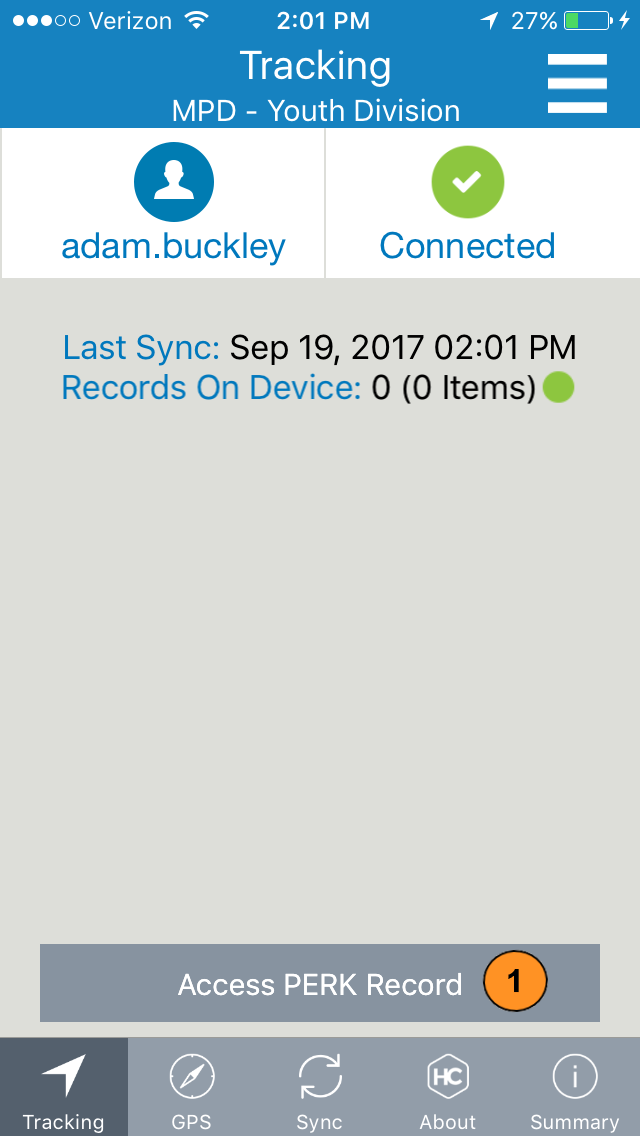 Verizon 2:01 PM 27%
Tracking
MPD - Youth Division
adam.buckley Connected
Last Sync: Sep 19, 2017 02:01 PM
Records On Device: 0 (0 Items)
Access PERK Record 1
HC i
Tracking GPS Sync About Summary